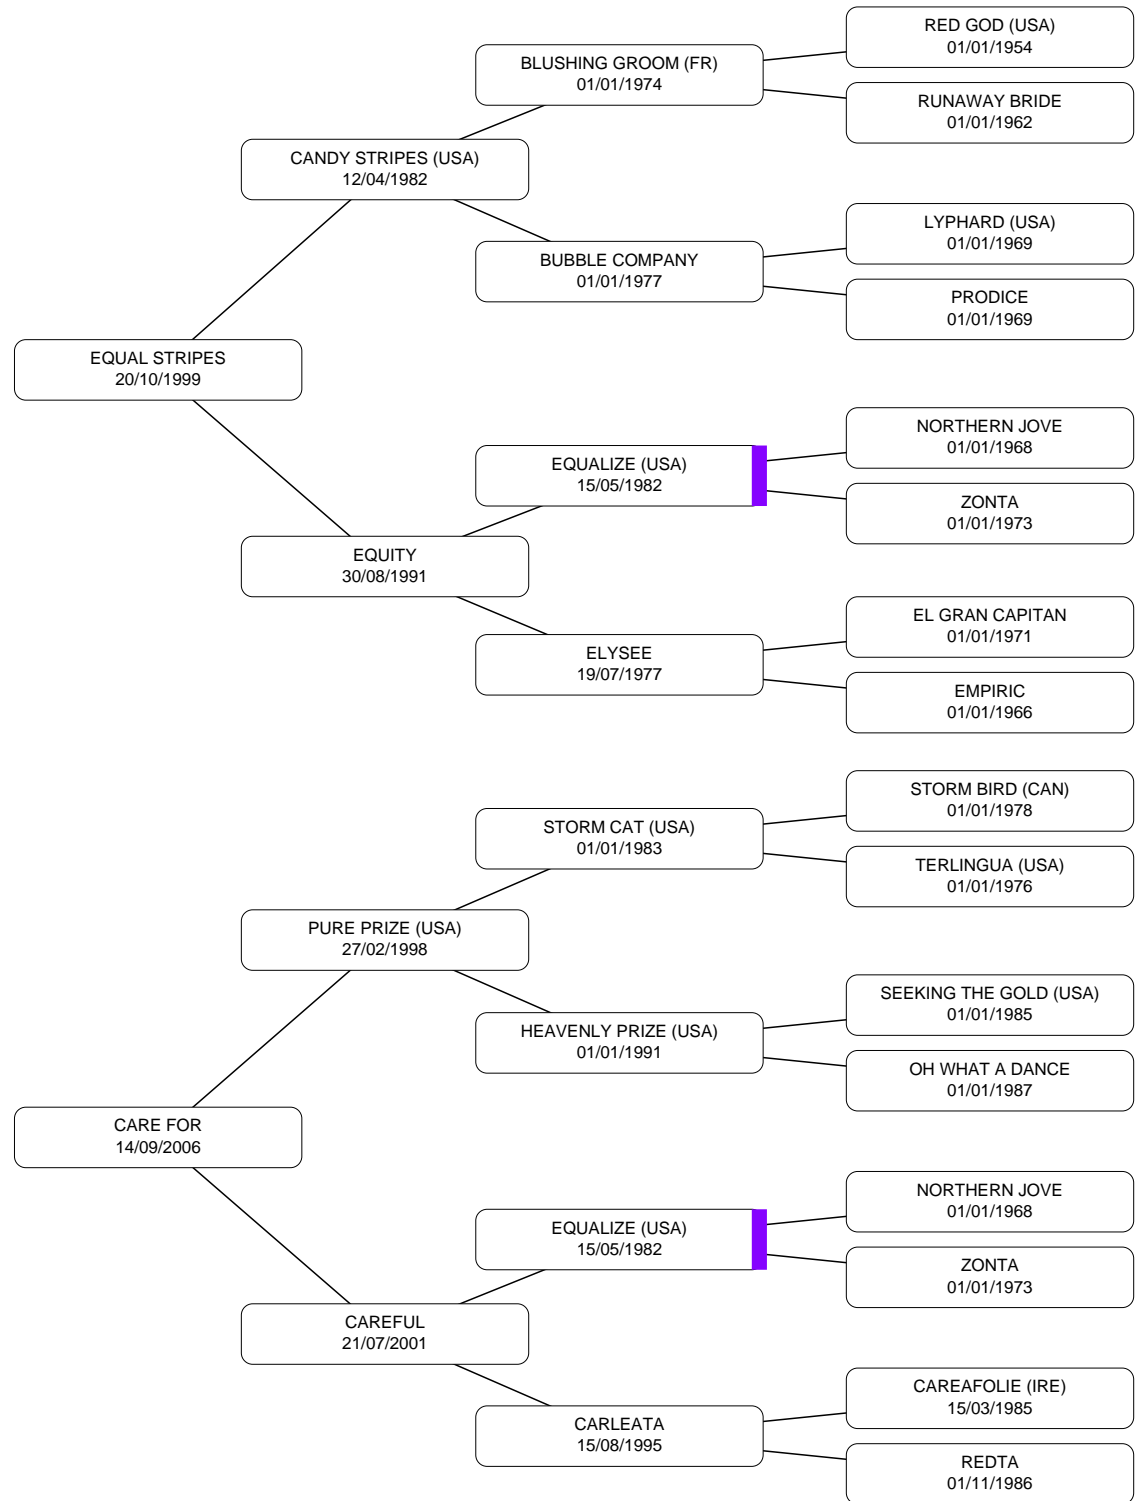 RED GOD (USA)
01/01/1954
BLUSHING GROOM (FR)
01/01/1974
RUNAWAY BRIDE
01/01/1962
CANDY STRIPES (USA)
12/04/1982
LYPHARD (USA)
01/01/1969
BUBBLE COMPANY
01/01/1977
PRODICE
01/01/1969
EQUAL STRIPES
20/10/1999
NORTHERN JOVE
01/01/1968
EQUALIZE (USA)
15/05/1982
ZONTA
01/01/1973
EQUITY
30/08/1991
EL GRAN CAPITAN
01/01/1971
ELYSEE
19/07/1977
EMPIRIC
01/01/1966
STORM BIRD (CAN)
01/01/1978
STORM CAT (USA)
01/01/1983
TERLINGUA (USA)
01/01/1976
PURE PRIZE (USA)
27/02/1998
SEEKING THE GOLD (USA)
01/01/1985
HEAVENLY PRIZE (USA)
01/01/1991
OH WHAT A DANCE
01/01/1987
CARE FOR
14/09/2006
NORTHERN JOVE
01/01/1968
EQUALIZE (USA)
15/05/1982
ZONTA
01/01/1973
CAREFUL
21/07/2001
CAREAFOLIE (IRE)
15/03/1985
CARLEATA
15/08/1995
REDTA
01/11/1986